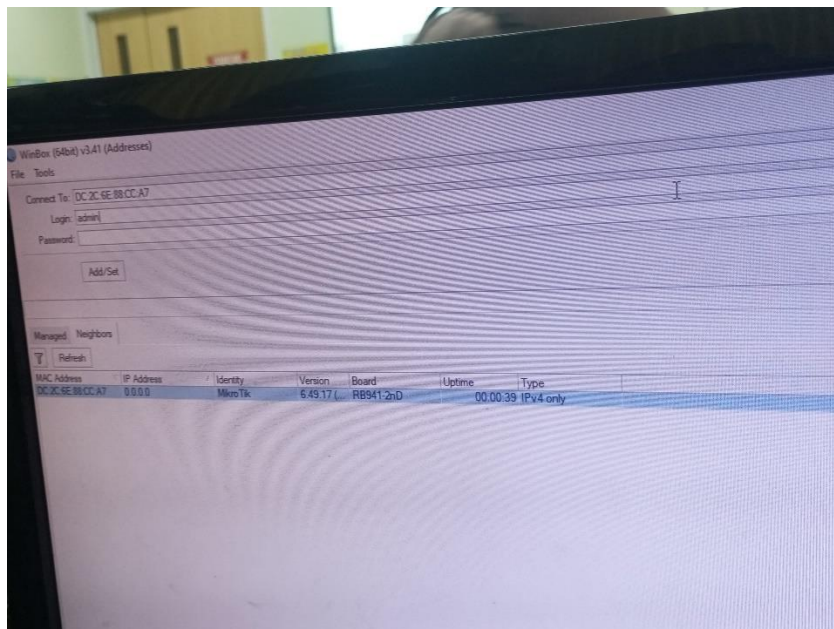 WinBox (64bit) v3.41 (Addresses)
File Tools
Connect To: DC:2C:6E:88:CC:A7
Login: admin
Password:
Add/Set
Managed Neighbors
Refresh
MAC Address IP Address / Identity Version Board Uptime Type
DC:2C:6E:88:CC:A7 0.0.0.0 MikroTik 6.49.17 (... RB941-2nD 00:00:39 IPv4 only